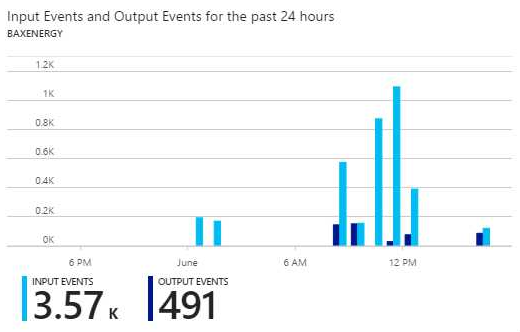 Input Events and Output Events for the past 24 hours
BAXENERGY
1.2K
1K
0.8K
0.6K
0.4K
0.2K
0K
6 PM June 6 AM 12 PM
INPUT EVENTS OUTPUT EVENTS
3.57 K 491